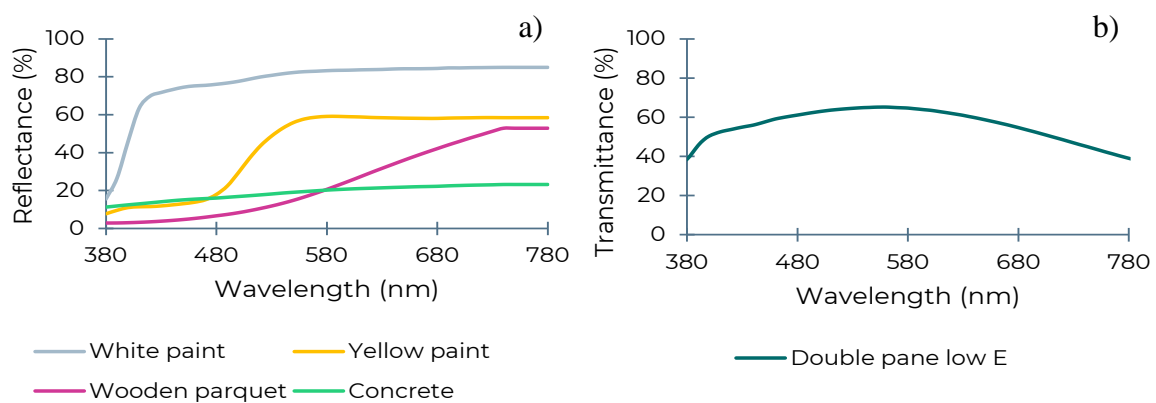 a)
Reflectance (%)
100
80
60
40
20
0
380 480 580 680 780
Wavelength (nm)
White paint Yellow paint
Wooden parquet Concrete
b)
Transmittance (%)
100
80
60
40
20
0
380 480 580 680 780
Wavelength (nm)
Double pane low E